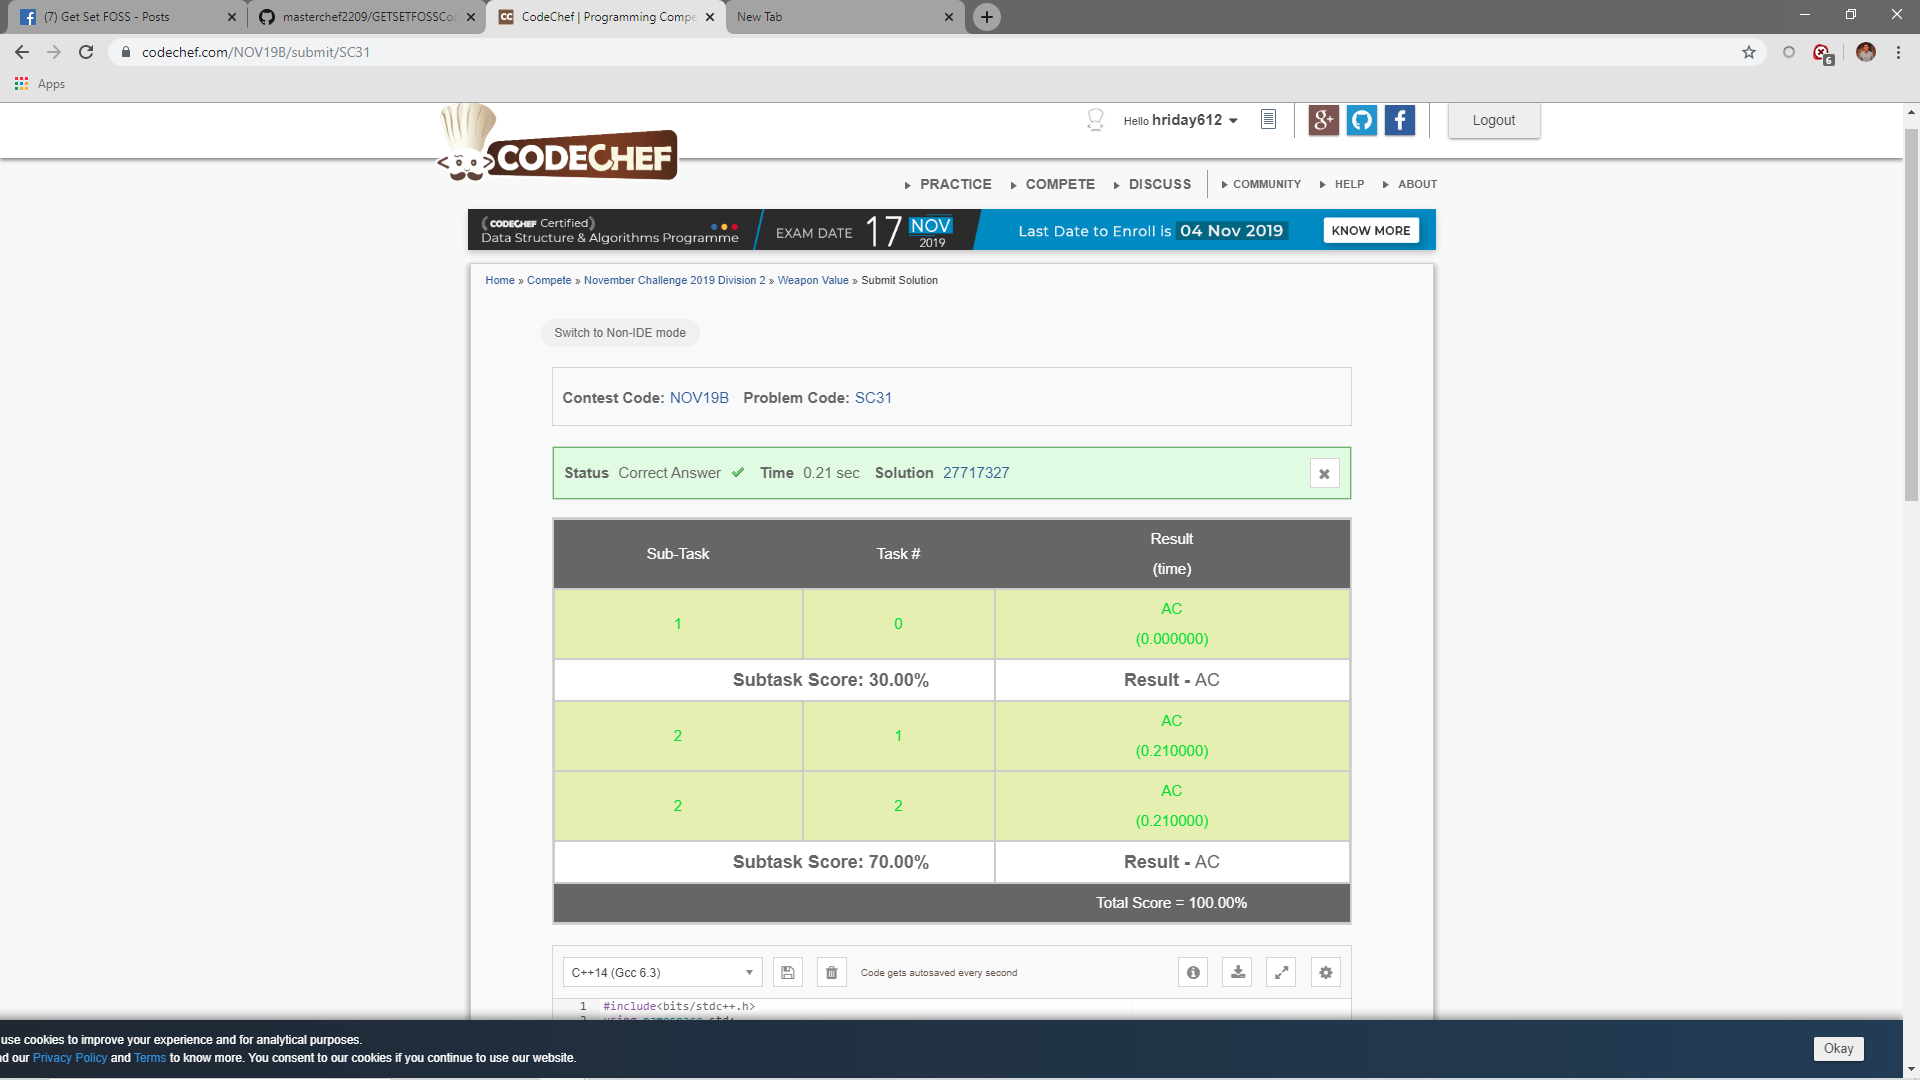 (7) Get Set FOSS - Posts
masterchef2209/GETSETFOSSCoc
CodeChef | Programming Compe
New Tab
codechef.com/NOV19B/submit/SC31
6
Apps
CODECHEF
Hello hriday612
g+
Logout
PRACTICE COMPETE DISCUSS COMMUNITY HELP ABOUT
CODECHEF Certified
Data Structure & Algorithms Programme
EXAM DATE 17 NOV 2019
Last Date to Enroll is 04 Nov 2019
KNOW MORE
Home » Compete » November Challenge 2019 Division 2 » Weapon Value » Submit Solution
Switch to Non-IDE mode
Contest Code: NOV19B Problem Code: SC31
Status Correct Answer Time 0.21 sec Solution 27717327
Sub-Task Task # Result
(time)
1 0 AC
(0.000000)
Subtask Score: 30.00% Result - AC
2 1 AC
(0.210000)
2 2 AC
(0.210000)
Subtask Score: 70.00% Result - AC
Total Score = 100.00%
C++14 (Gcc 6.3) Code gets autosaved every second
1 #include<bits/stdc++.h>
2 using namespace std;
use cookies to improve your experience and for analytical purposes.
d our Privacy Policy and Terms to know more. You consent to our cookies if you continue to use our website.
Okay